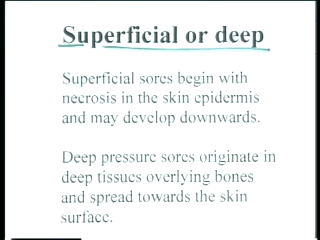 Superficial or deep
Superficial sores begin with
necrosis in the skin epidermis
and may develop downwards.
Deep pressure sores originate in
deep tissues overlying bones
and spread towards the skin
surface.